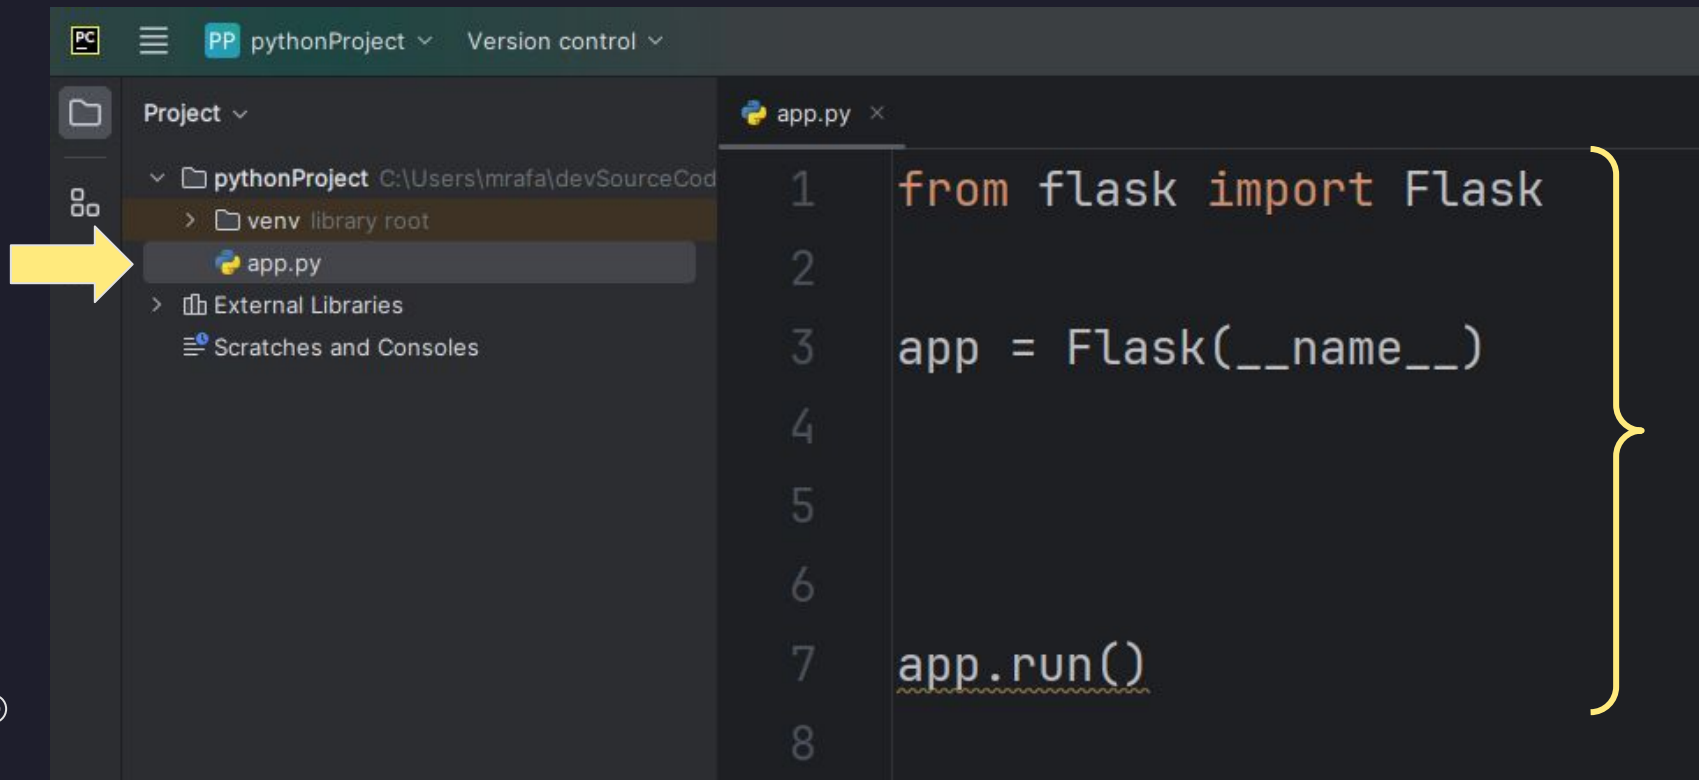 PC PP pythonProject Version control
Project
pythonProject C:\Users\mrafa\devSourceCod
venv library root
app.py
External Libraries
Scratches and Consoles
app.py
1 from flask import Flask
2
3 app = Flask(__name__)
4
5
6
7 app.run()
8